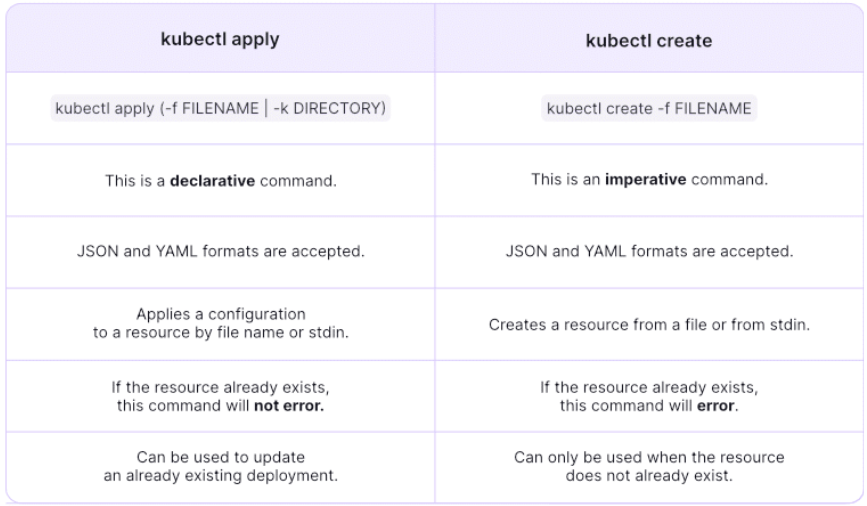 kubectl apply
kubectl create
kubectl apply (-f FILENAME | -k DIRECTORY)
kubectl create -f FILENAME
This is a declarative command.
This is an imperative command.
JSON and YAML formats are accepted.
JSON and YAML formats are accepted.
Applies a configuration
to a resource by file name or stdin.
Creates a resource from a file or from stdin.
If the resource already exists,
this command will not error.
If the resource already exists,
this command will error.
Can be used to update
an already existing deployment.
Can only be used when the resource
does not already exist.